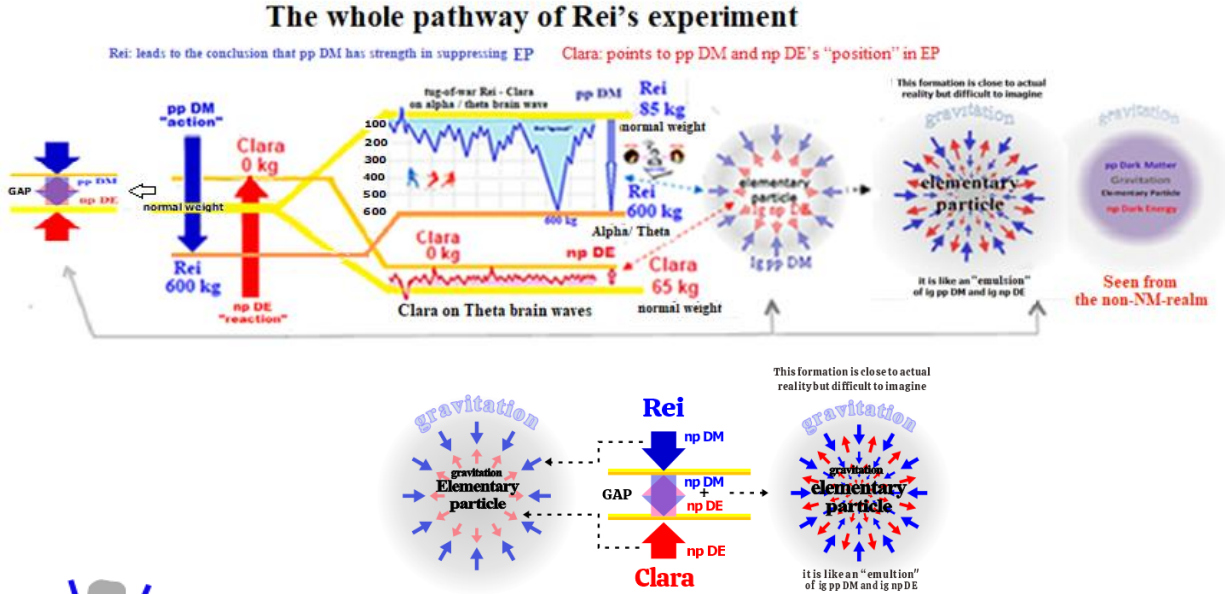 The whole pathway of Rei's experiment
Rei: leads to the conclusion that pp DM has strength in suppressing EP
Clara: points to pp DM and np DE's "position" in EP
GAP
pp DM
np DE
pp DM
"action"
Clara
0 kg
normal weight
Rei
600 kg
np DE
"reaction"
tug-of-war Rei - Clara
on alpha / theta brain wave
100
200
300
400
500
600
600 kg
pp DM
Rei
85 kg
normal weight
Rei
600 kg
Alpha/ Theta
Clara
0 kg
np DE
Clara
65 kg
normal weight
Clara on Theta brain waves
elementary
particle
ig np DE
Ig pp DM
This formation is close to actual
reality but difficult to imagine
gravitation
elementary
particle
it is like an "emulsion"
of ig pp DM and ig np DE
gravitation
pp Dark Matter
Gravitation
Elementary Particle
np Dark Energy
Seen from
the non-NM-realm
gravitation
gravitation
Elementary
particle
Rei
np DM
GAP
np DM
+
np DE
np DE
Clara
This formation is close to actual
reality but difficult to imagine
gravitation
gravitation
elementary
particle
it is like an "emultion"
of ig pp DM and ig np DE